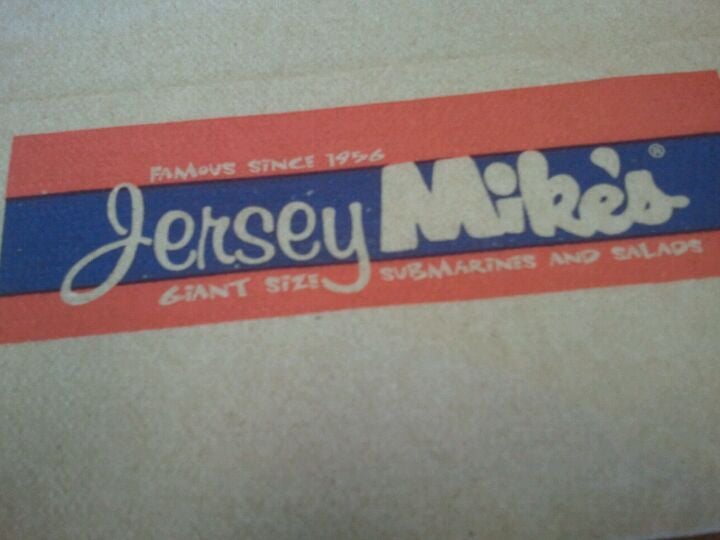 FAMOUS SINCE 1956
Jersey Mike's®
GIANT SIZE SUBMARINES AND SALADS